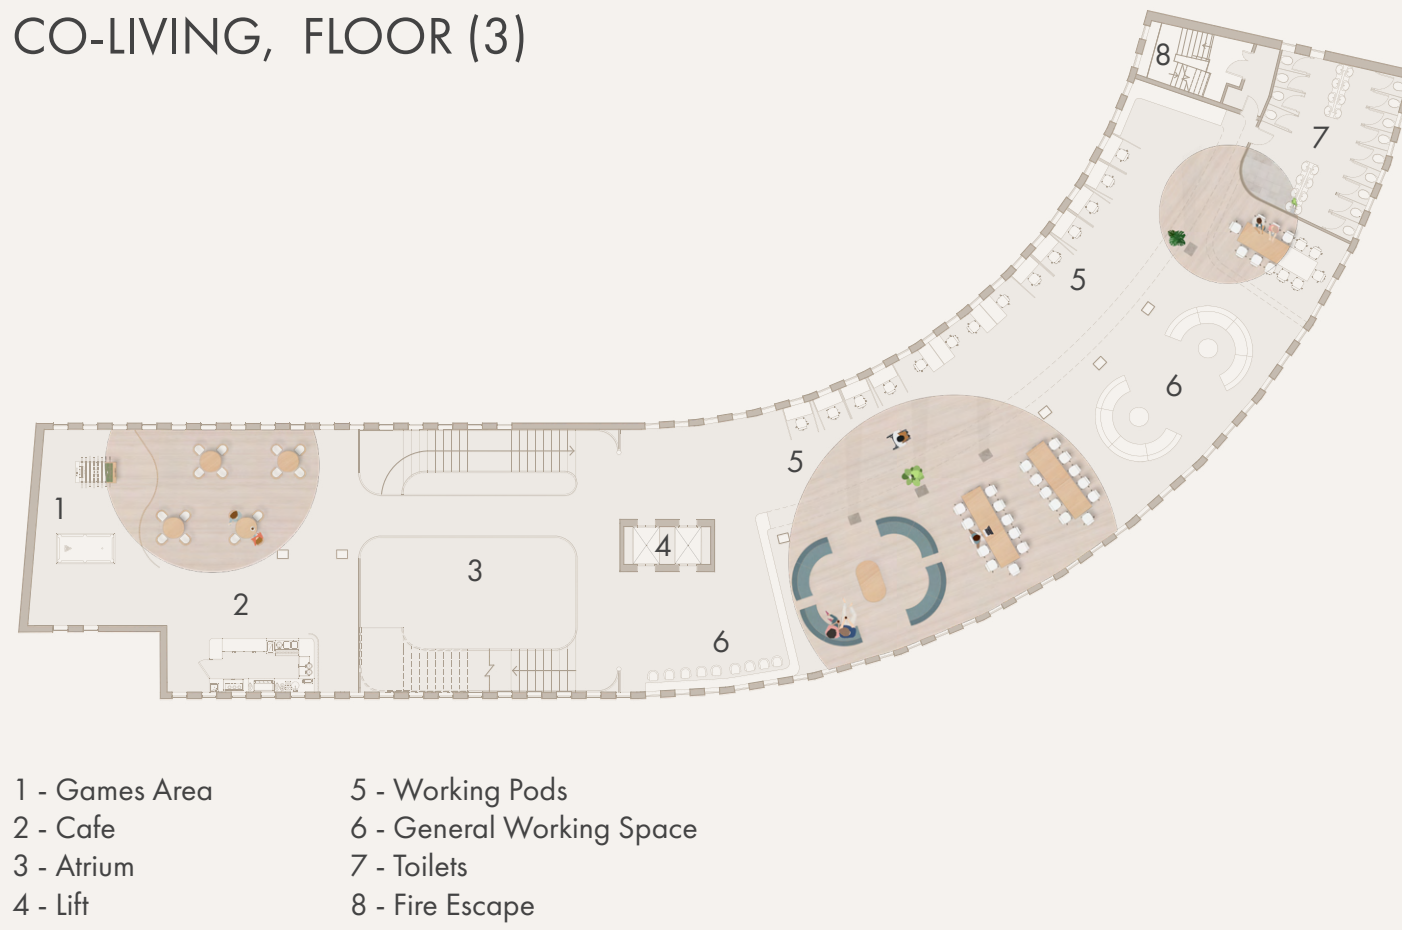 CO-LIVING, FLOOR (3)
8
7
5
6
5
1
4
3
2
6
1 - Games Area
2 - Cafe
3 - Atrium
4 - Lift
5 - Working Pods
6 - General Working Space
7 - Toilets
8 - Fire Escape